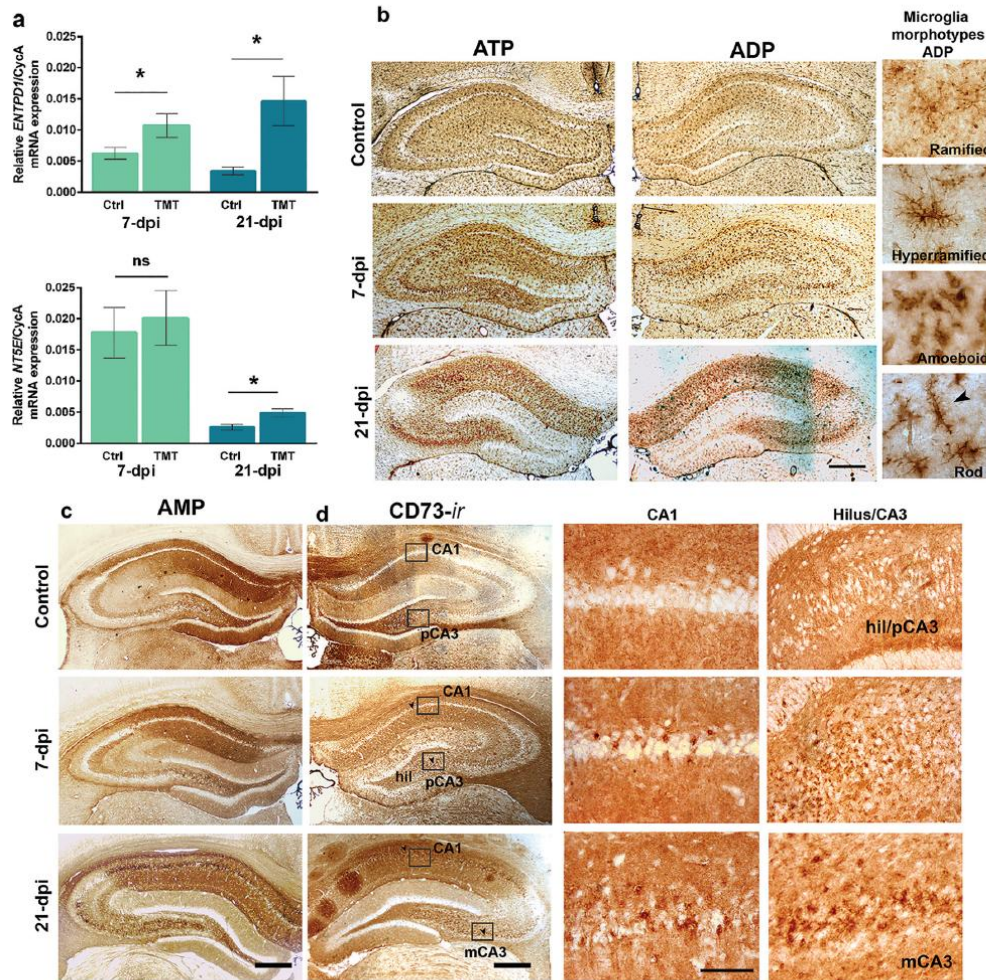 a
Relative ENTPD1/CycA
mRNA expression
0.025
0.020
0.015
0.010
0.005
0.000
*
*
Ctrl TMT Ctrl TMT
7-dpi 21-dpi
Relative NT5E/CycA
mRNA expression
0.025
0.020
0.015
0.010
0.005
0.000
ns
*
Ctrl TMT Ctrl TMT
7-dpi 21-dpi
b
ATP ADP
Microglia
morphotypes
ADP
Control
7-dpi
21-dpi
Ramified
Hyperramified
Amoeboid
Rod
c AMP d CD73-ir CA1 Hilus/CA3
Control
CA1
pCA3
hil/pCA3
7-dpi
CA1
hil
pCA3
21-dpi
CA1
mCA3
mCA3